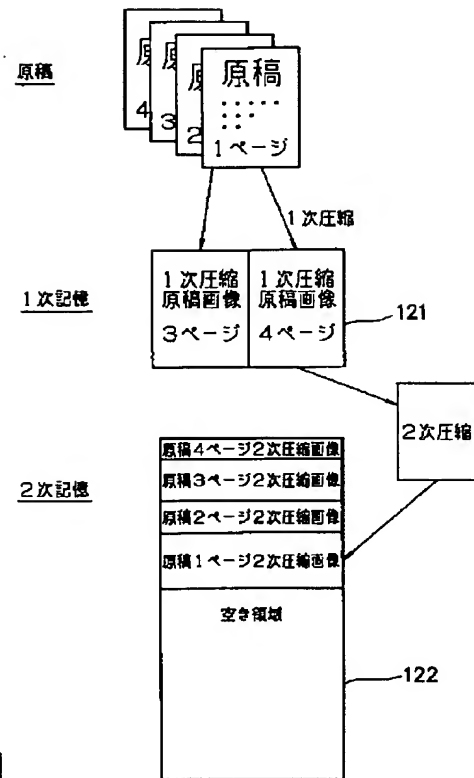 原稿
原
4
原
3
原
2
原稿
1ページ
1次圧縮
1次記憶
1次圧縮
原稿画像
3ページ
1次圧縮
原稿画像
4ページ
121
2次圧縮
2次記憶
原稿4ページ2次圧縮画像
原稿3ページ2次圧縮画像
原稿2ページ2次圧縮画像
原稿1ページ2次圧縮画像
空き領域
122